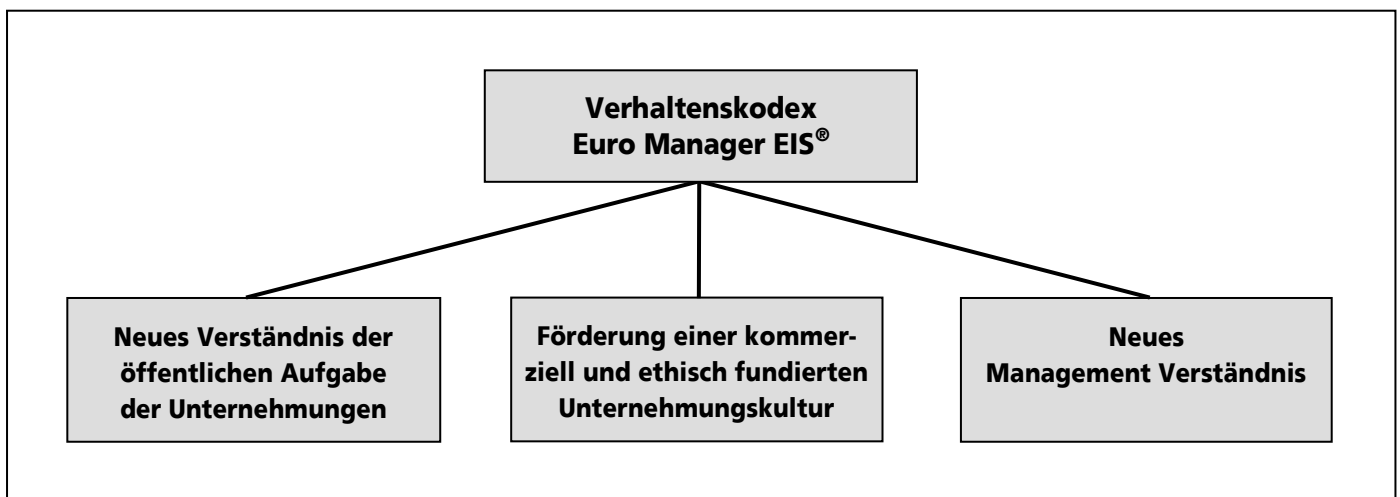 Verhaltenskodex
Euro Manager EIS®
Neues Verständnis der
öffentlichen Aufgabe
der Unternehmungen
Förderung einer kommer-
ziell und ethisch fundierten
Unternehmungskultur
Neues
Management Verständnis